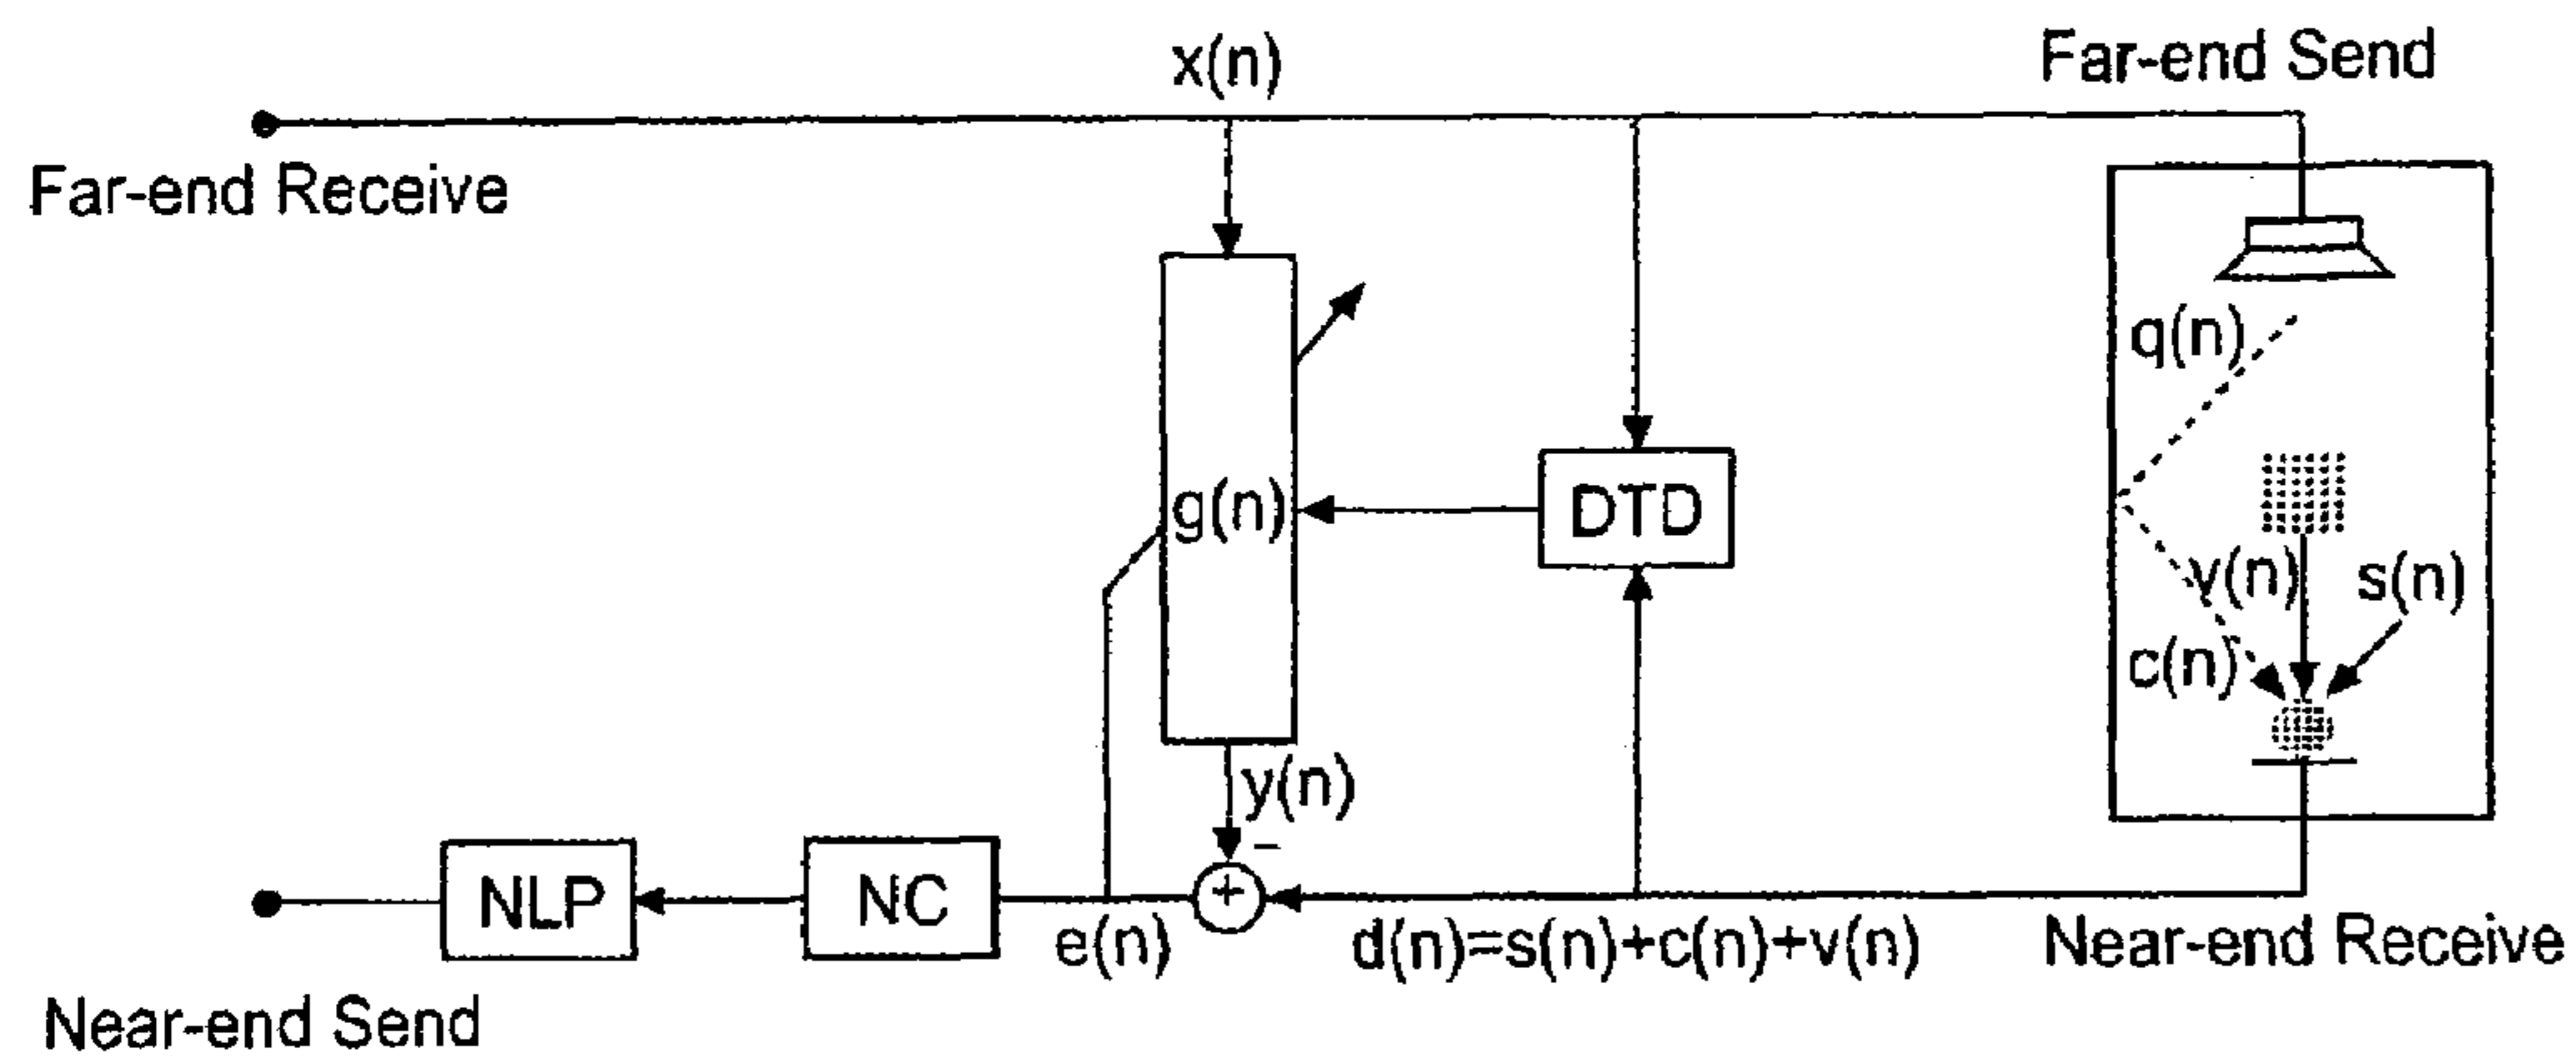 x(n)
Far-end Send
Far-end Receive
q(n)
g(n)
DTD
v(n)
s(n)
c(n)
y(n)
−
+
NLP
NC
e(n)
d(n)=s(n)+c(n)+v(n)
Near-end Receive
Near-end Send